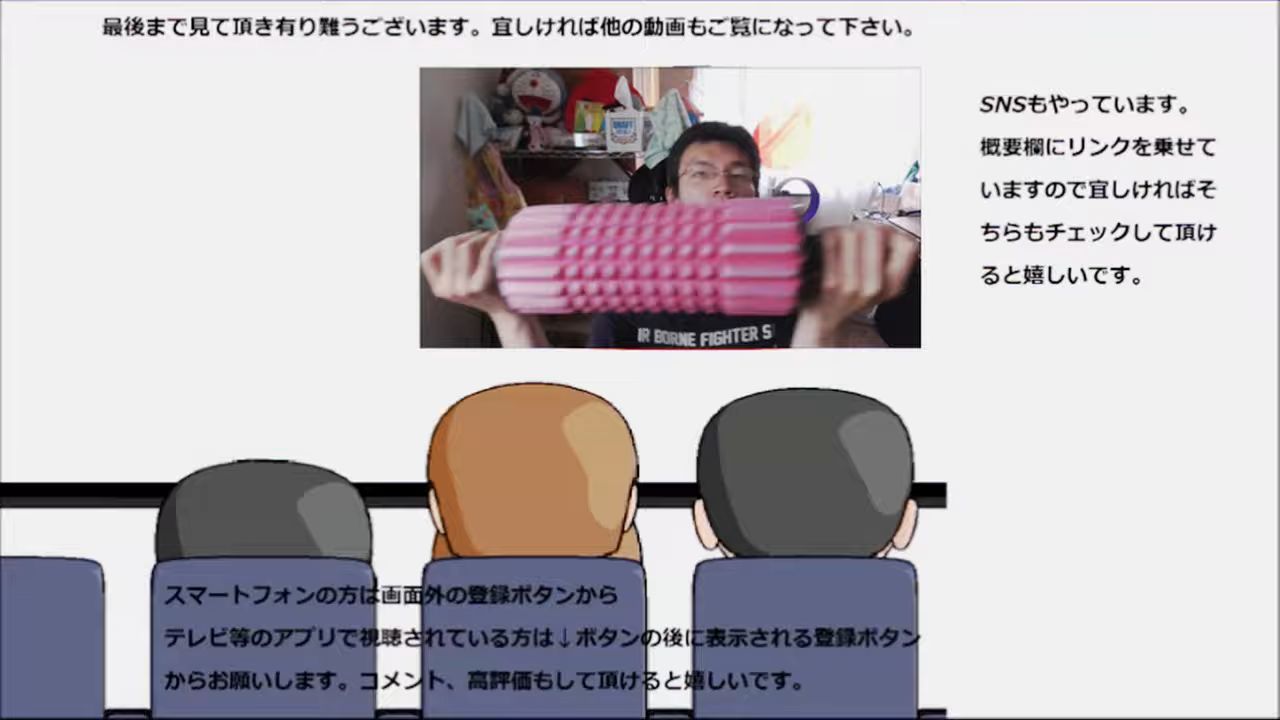 最後まで見て頂き有り難うございます。宜しければ他の動画もご覧になって下さい。
SNSもやっています。
概要欄にリンクを乗せて
いますので宜しければそ
ちらもチェックして頂け
ると嬉しいです。
IR BORNE FIGHTER S
スマートフォンの方は画面外の登録ボタンから
テレビ等のアプリで視聴されている方は↓ボタンの後に表示される登録ボタン
からお願いします。コメント、高評価もして頂けると嬉しいです。